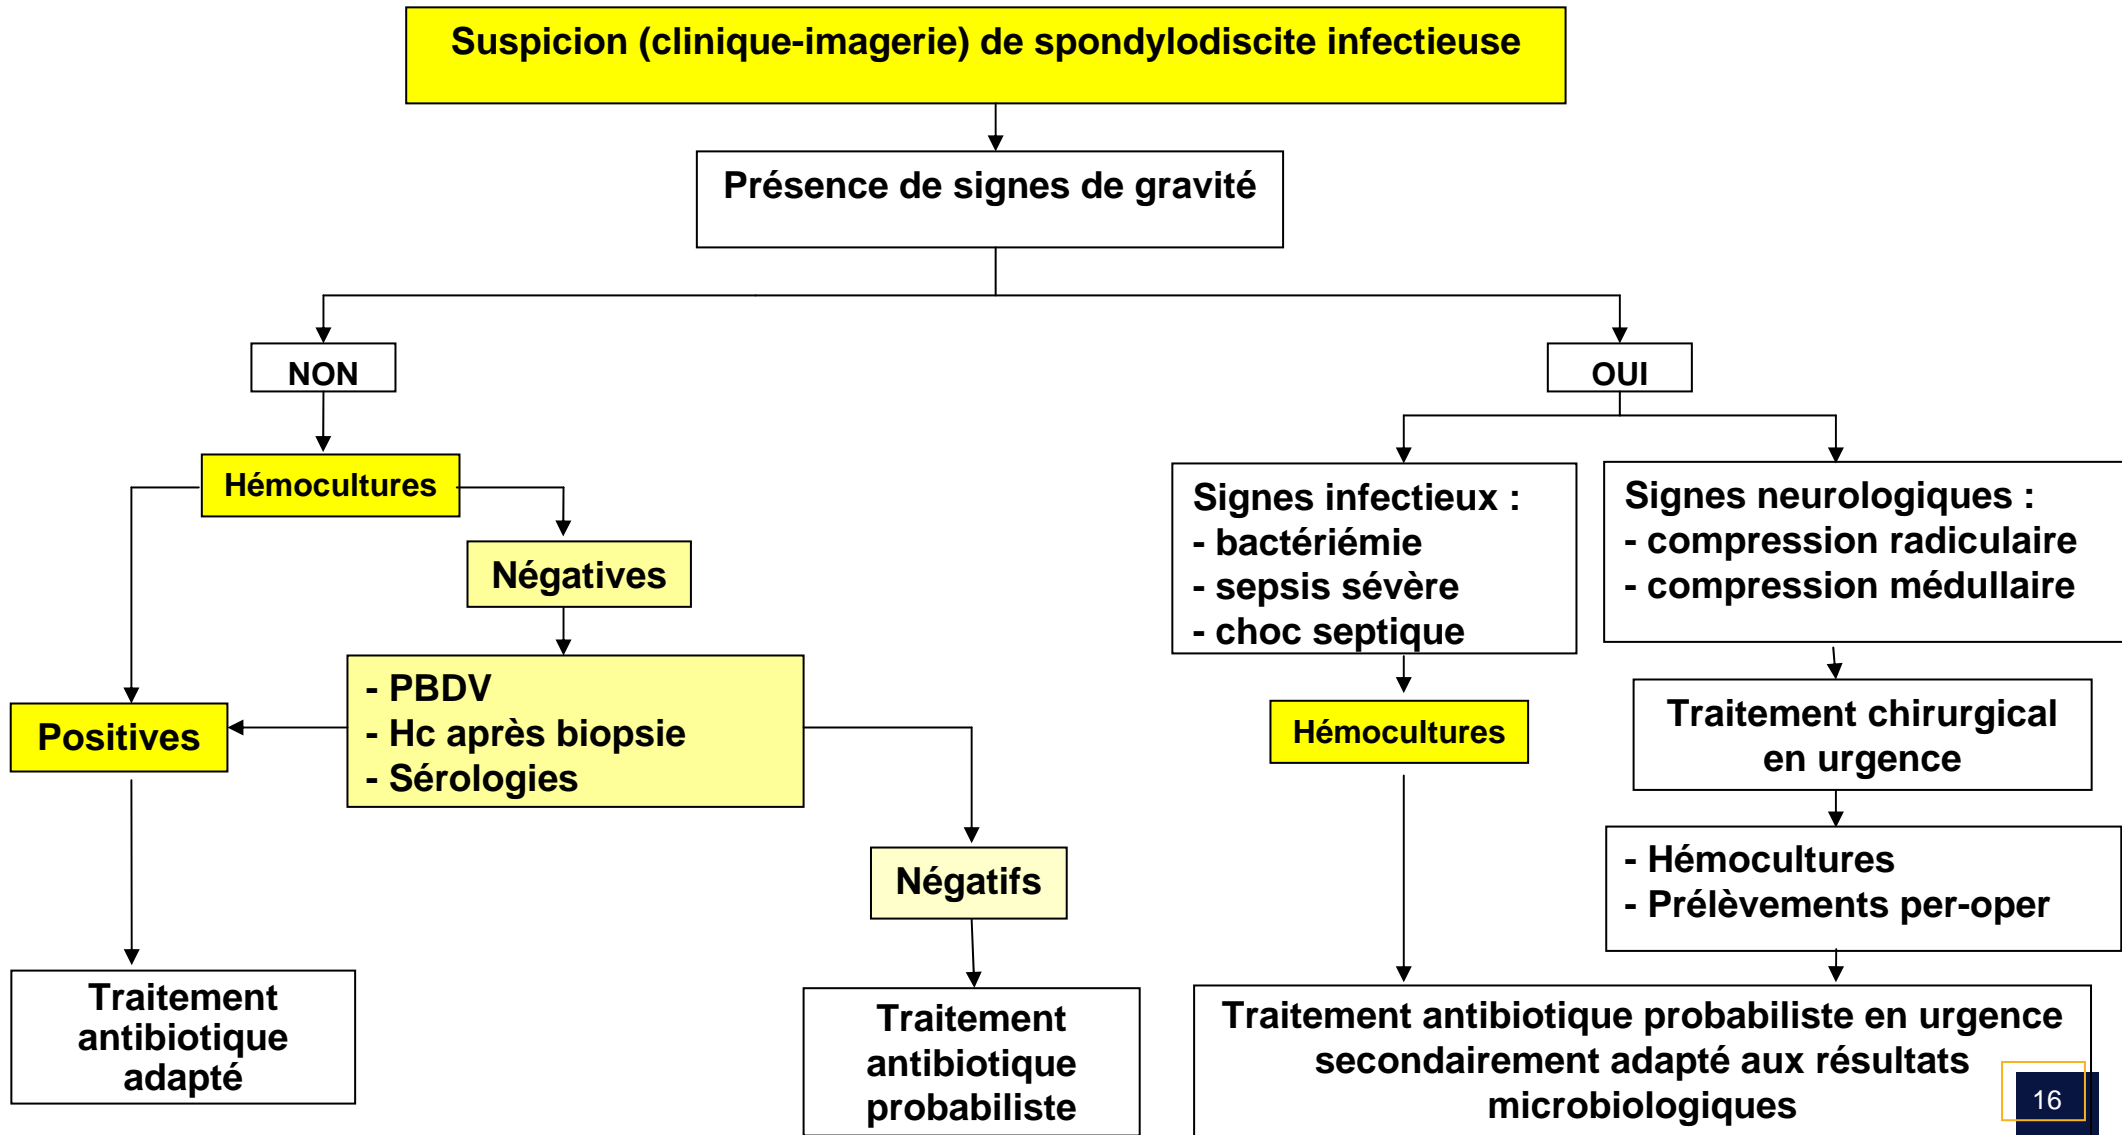 Suspicion (clinique-imagerie) de spondylodiscite infectieuse
Présence de signes de gravité
NON
OUI
Hémocultures
Négatives
- PBDV
- Hc après biopsie
- Sérologies
Positives
Négatifs
Traitement
antibiotique
adapté
Traitement
antibiotique
probabiliste
Signes infectieux :
- bactériémie
- sepsis sévère
- choc septique
Hémocultures
Signes neurologiques :
- compression radiculaire
- compression médullaire
Traitement chirurgical
en urgence
- Hémocultures
- Prélèvements per-oper
Traitement antibiotique probabiliste en urgence
secondairement adapté aux résultats
microbiologiques
16